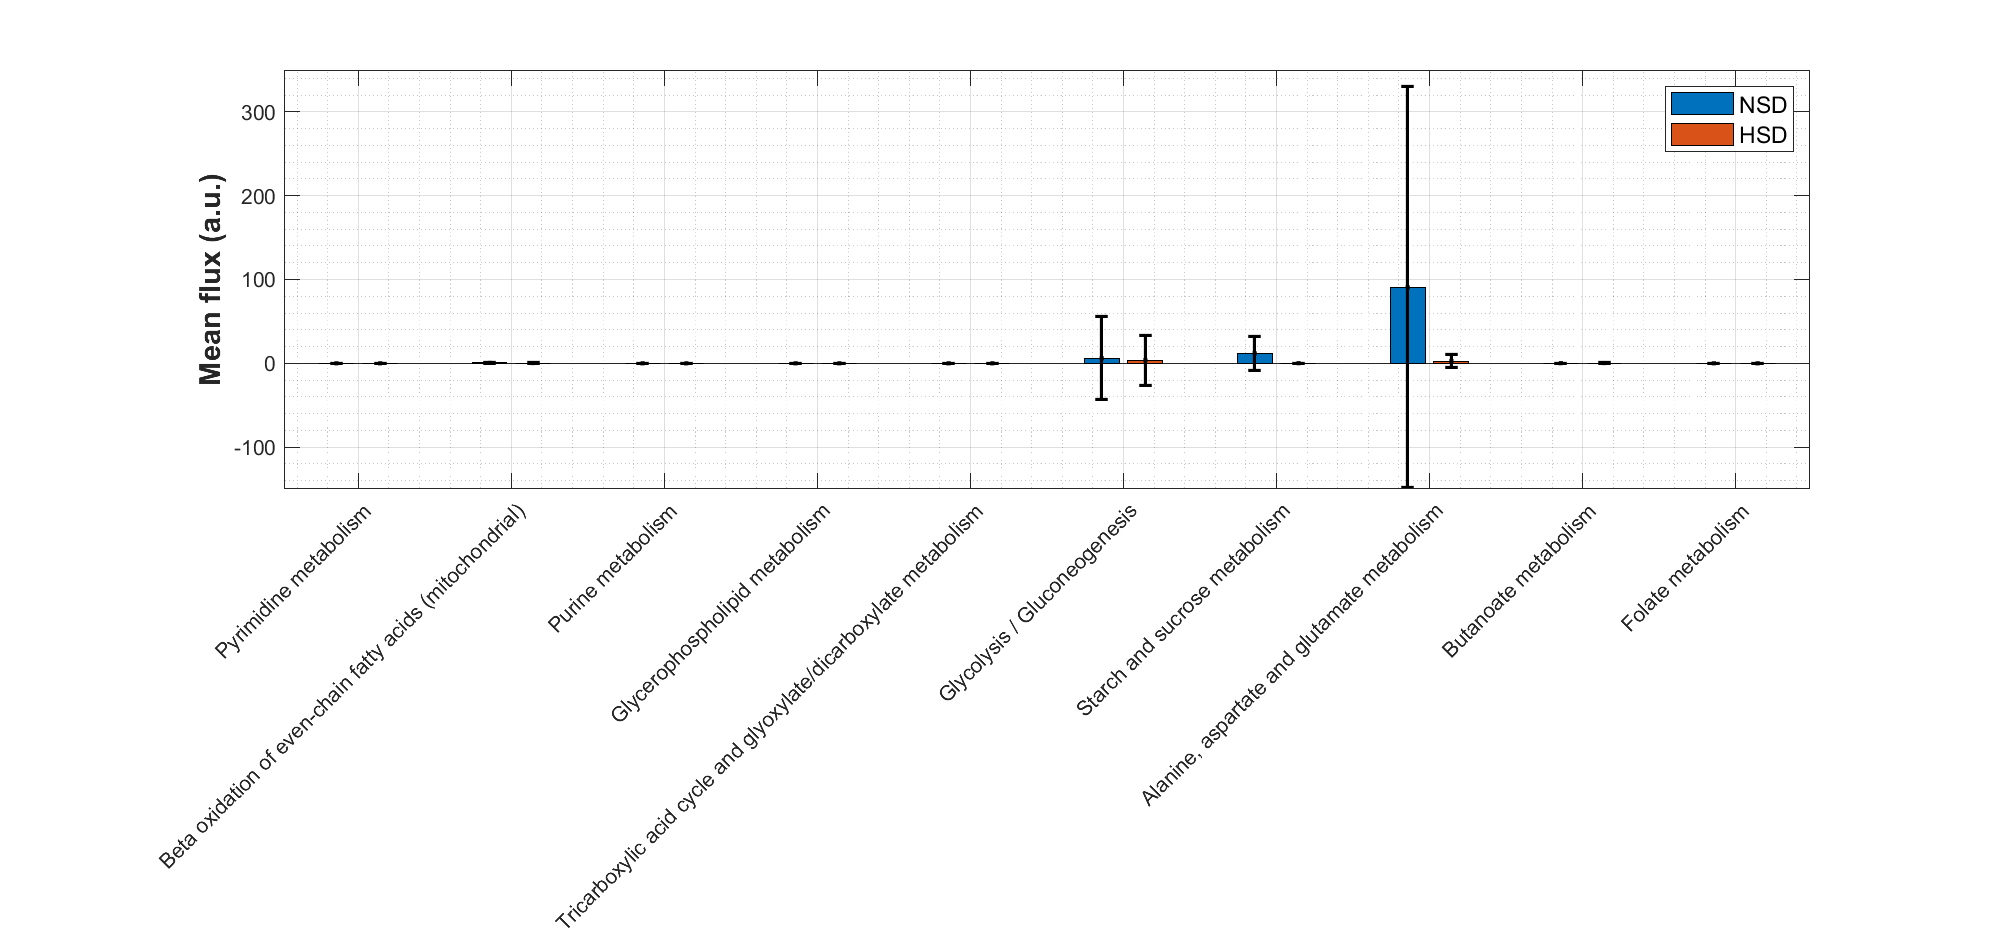 Mean flux (a.u.)
300
200
100
0
-100
NSD
HSD
Pyrimidine metabolism
Beta oxidation of even-chain fatty acids (mitochondrial)
Purine metabolism
Glycerophospholipid metabolism
Tricarboxylic acid cycle and glyoxylate/dicarboxylate metabolism
Glycolysis / Gluconeogenesis
Starch and sucrose metabolism
Alanine, aspartate and glutamate metabolism
Butanoate metabolism
Folate metabolism